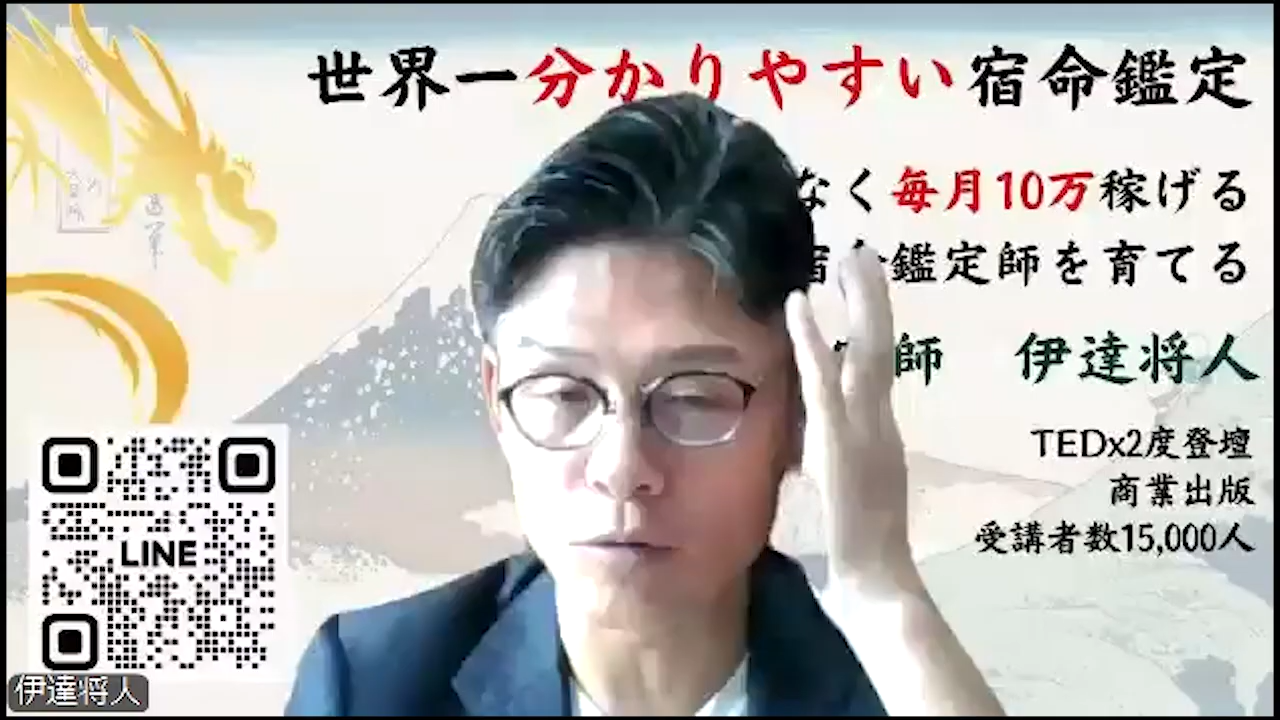 世界一分かりやすい宿命鑑定
なく毎月10万稼げる
宿命鑑定師を育てる
師 伊達将人
TEDx2度登壇
商業出版
受講者数15,000人
LINE
伊達将人